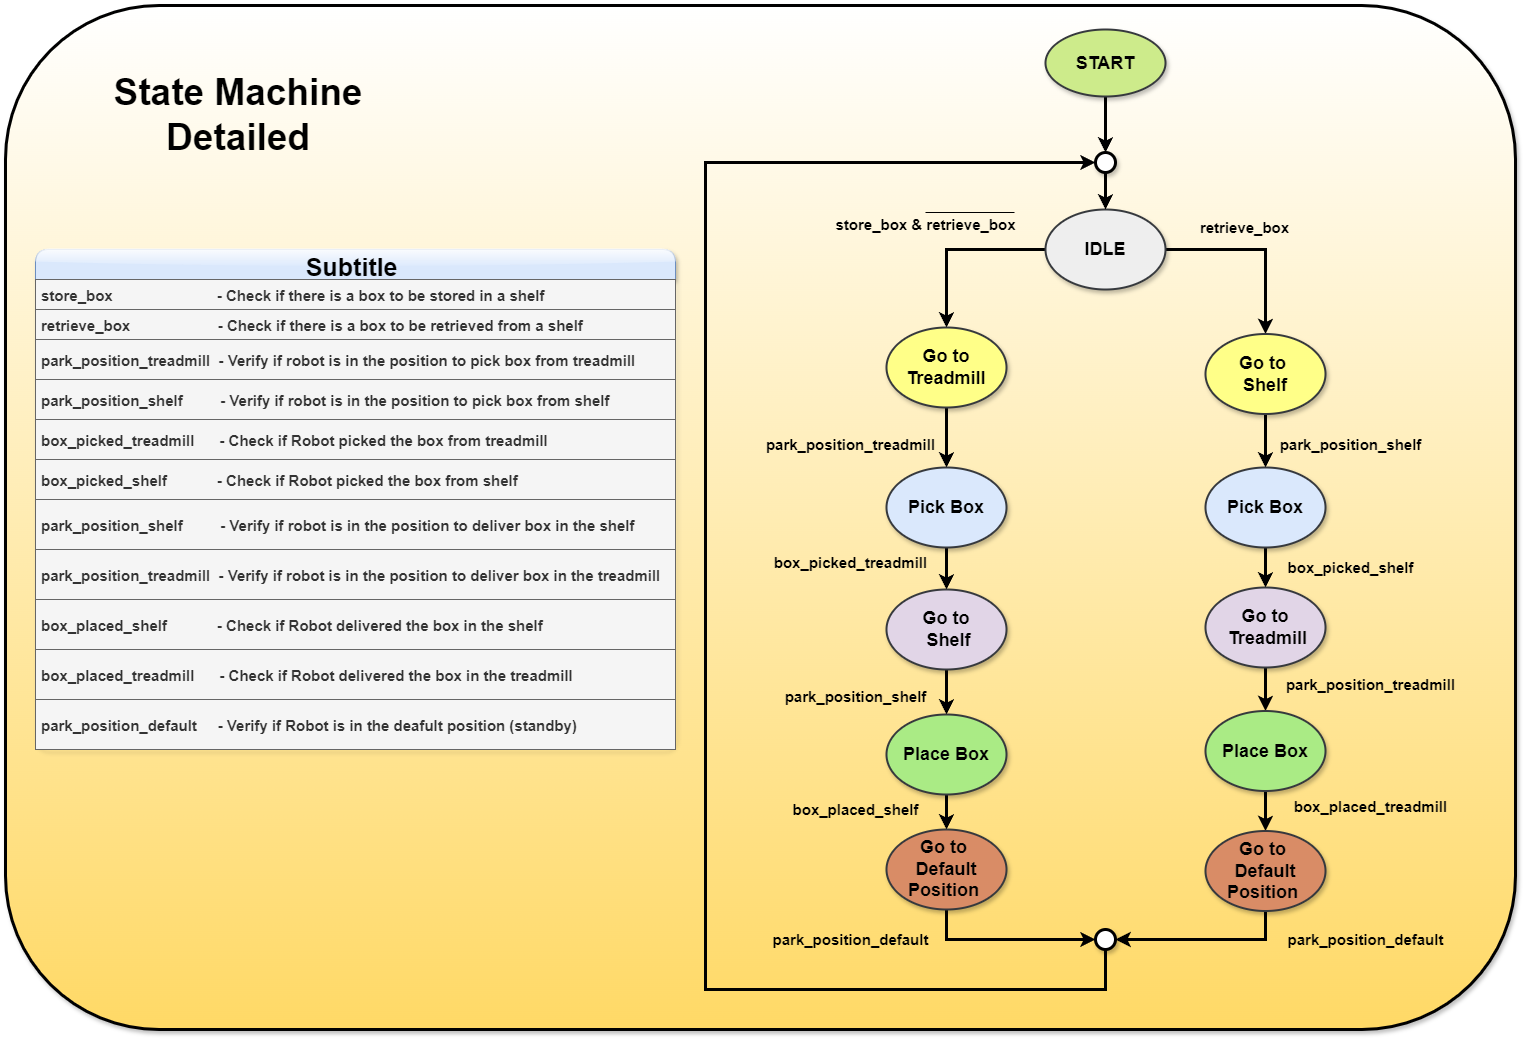 State Machine
Detailed
Subtitle
store_box - Check if there is a box to be stored in a shelf
retrieve_box - Check if there is a box to be retrieved from a shelf
park_position_treadmill - Verify if robot is in the position to pick box from treadmill
park_position_shelf - Verify if robot is in the position to pick box from shelf
box_picked_treadmill - Check if Robot picked the box from treadmill
box_picked_shelf - Check if Robot picked the box from shelf
park_position_shelf - Verify if robot is in the position to deliver box in the shelf
park_position_treadmill - Verify if robot is in the position to deliver box in the treadmill
box_placed_shelf - Check if Robot delivered the box in the shelf
box_placed_treadmill - Check if Robot delivered the box in the treadmill
park_position_default - Verify if Robot is in the deafult position (standby)
START
IDLE
store_box & retrieve_box
Go to
Treadmill
park_position_treadmill
Pick Box
box_picked_treadmill
Go to
Shelf
park_position_shelf
Place Box
box_placed_shelf
Go to
Default
Position
park_position_default
retrieve_box
Go to
Shelf
park_position_shelf
Pick Box
box_picked_shelf
Go to
Treadmill
park_position_treadmill
Place Box
box_placed_treadmill
Go to
Default
Position
park_position_default